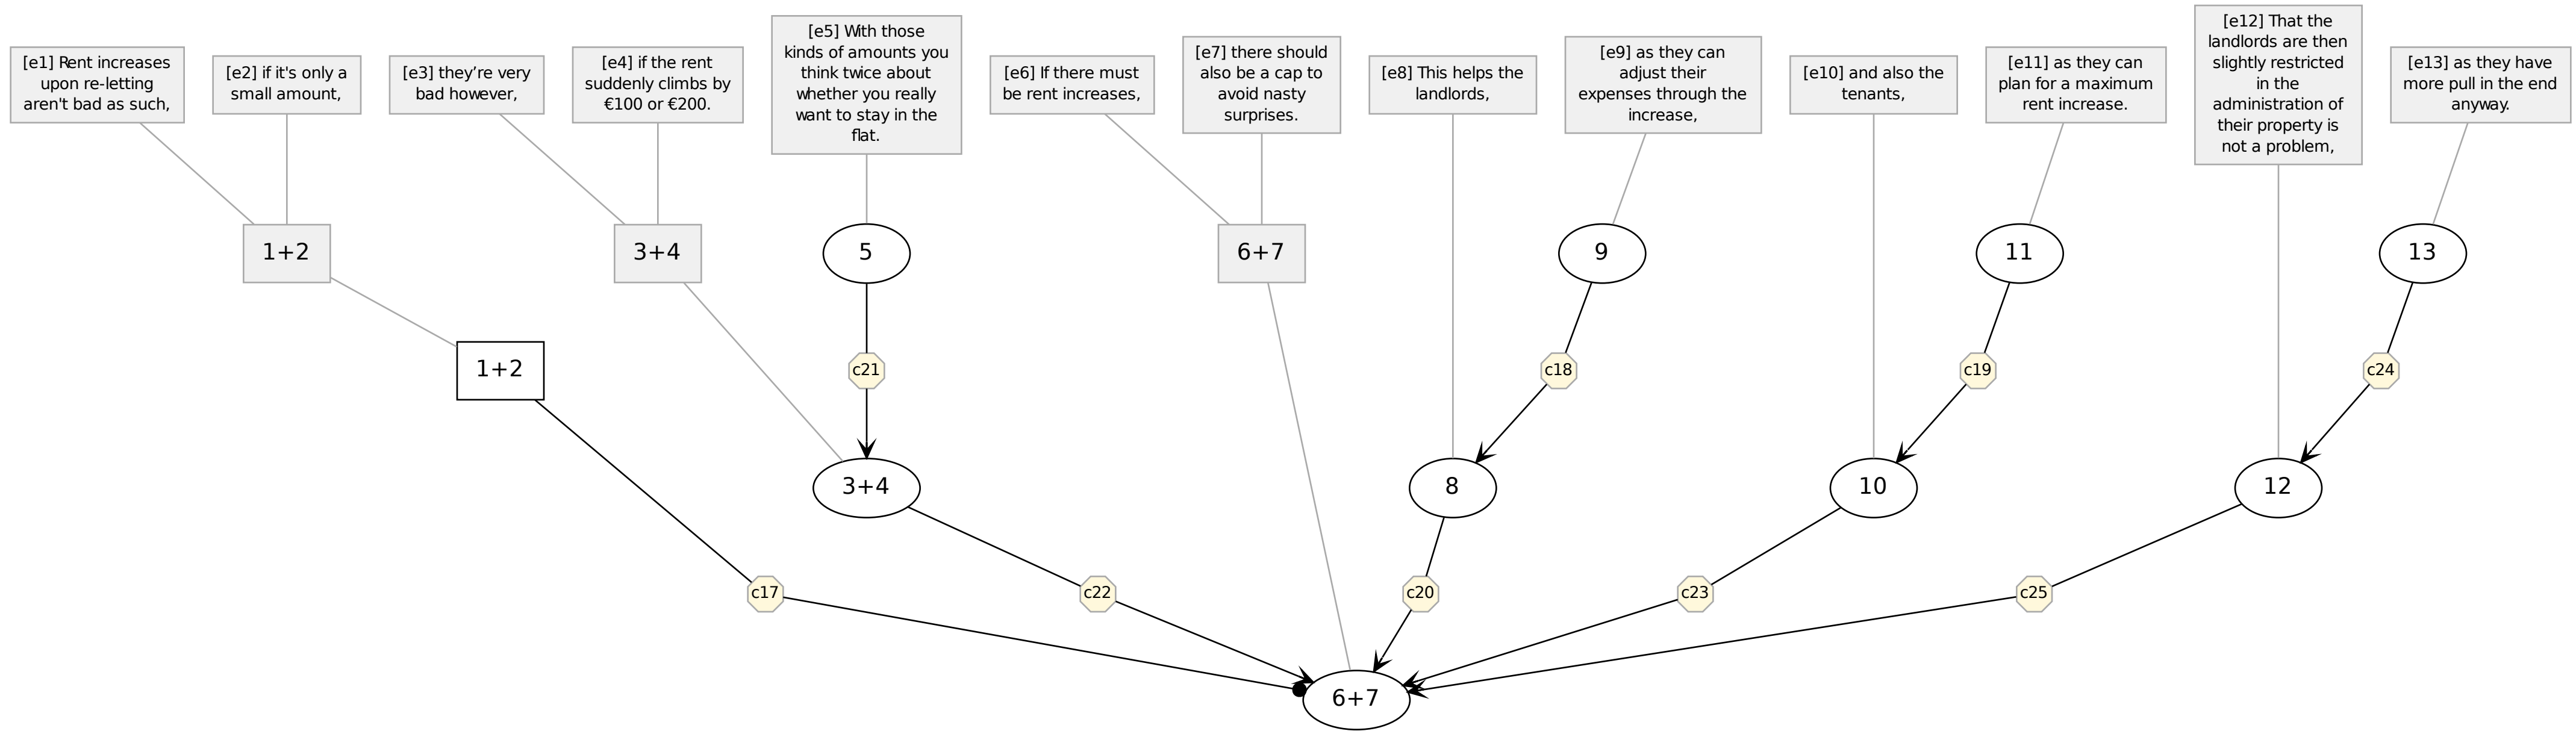 [e1] Rent increases
upon re-letting
aren't bad as such,
[e2] if it's only a
small amount,
[e3] they’re very
bad however,
[e4] if the rent
suddenly climbs by
€100 or €200.
[e5] With those
kinds of amounts you
think twice about
whether you really
want to stay in the
flat.
[e6] If there must
be rent increases,
[e7] there should
also be a cap to
avoid nasty
surprises.
[e8] This helps the
landlords,
[e9] as they can
adjust their
expenses through the
increase,
[e10] and also the
tenants,
[e11] as they can
plan for a maximum
rent increase.
[e12] That the
landlords are then
slightly restricted
in the
administration of
their property is
not a problem,
[e13] as they have
more pull in the end
anyway.
1+2
3+4
5
6+7
9
11
13
1+2
c21
c18
c19
c24
3+4
8
10
12
c17
c22
c20
c23
c25
6+7